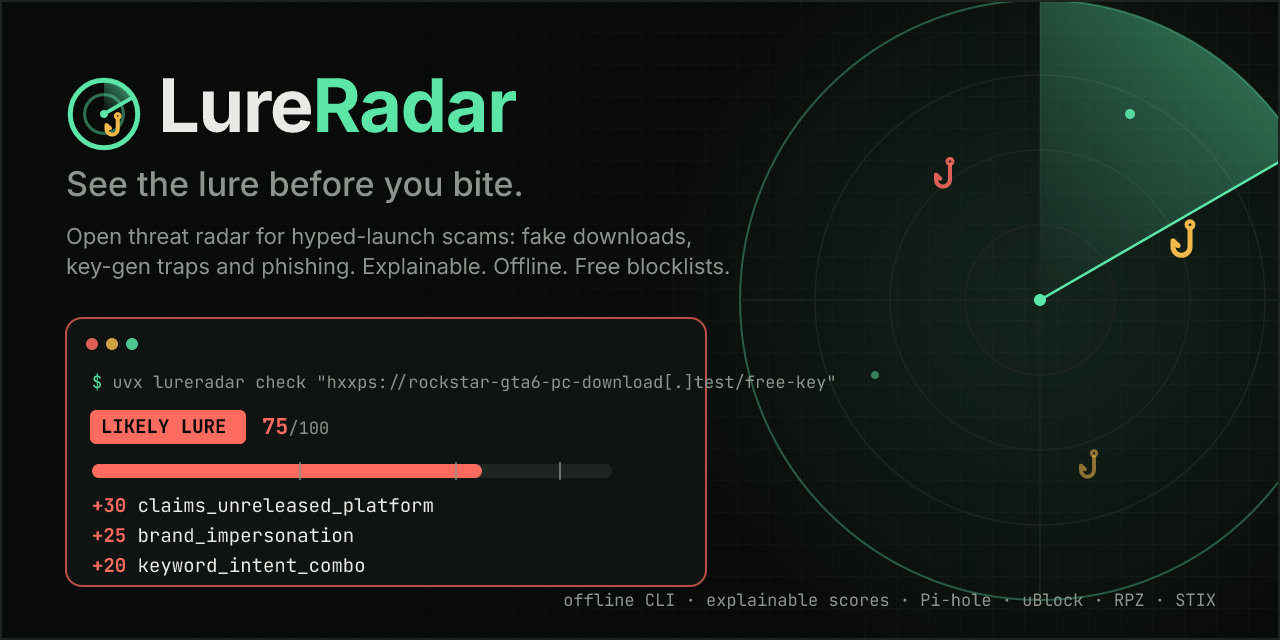 LureRadar
See the lure before you bite.
Open threat radar for hyped-launch scams: fake downloads,
key-gen traps and phishing. Explainable. Offline. Free blocklists.
$ uvx lureradar check "hxxps://rockstar-gta6-pc-download[.]test/free-key"
LIKELY LURE 75/100
+30 claims_unreleased_platform
+25 brand_impersonation
+20 keyword_intent_combo
offline CLI · explainable scores · Pi-hole · uBlock · RPZ · STIX